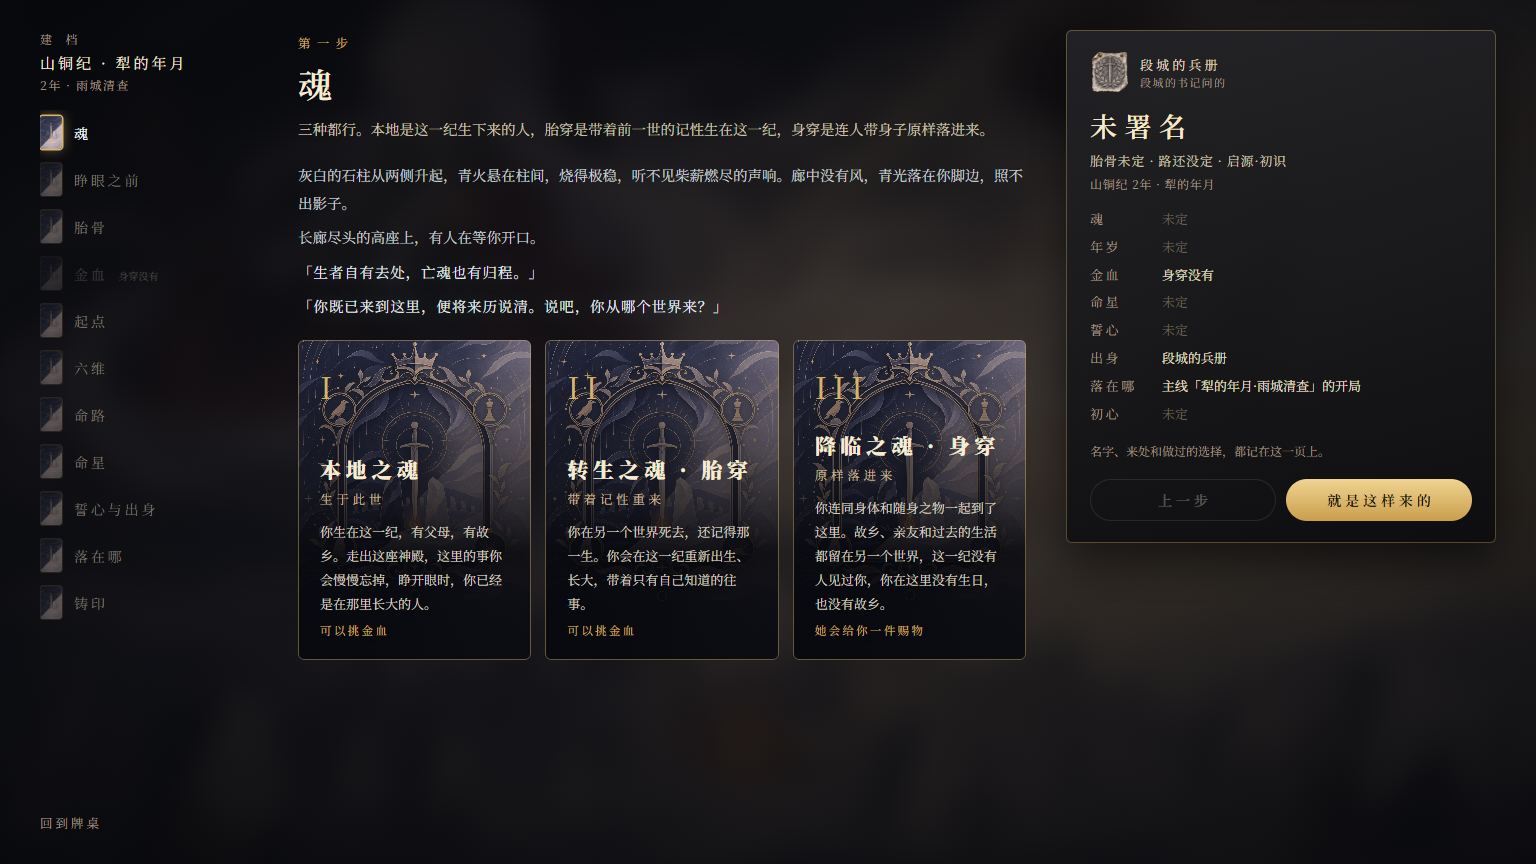 建 档
山铜纪 · 犁的年月
2年 · 雨城清查
魂
睁眼之前
胎骨
金血 身穿没有
起点
六维
命路
命星
誓心与出身
落在哪
铸印
回到牌桌
第一步
魂
三种都行。本地是这一纪生下来的人，胎穿是带着前一世的记性生在这一纪，身穿是连人带身子原样落进来。
灰白的石柱从两侧升起，青火悬在柱间，烧得极稳，听不见柴薪燃尽的声响。廊中没有风，青光落在你脚边，照不
出影子。
长廊尽头的高座上，有人在等你开口。
「生者自有去处，亡魂也有归程。」
「你既已来到这里，便将来历说清。说吧，你从哪个世界来？」
I
本地之魂
生于此世
你生在这一纪，有父母，有故
乡。走出这座神殿，这里的事你
会慢慢忘掉，睁开眼时，你已经
是在那里长大的人。
可以挑金血
II
转生之魂 · 胎穿
带着记性重来
你在另一个世界死去，还记得那
一生。你会在这一纪重新出生、
长大，带着只有自己知道的往
事。
可以挑金血
III
降临之魂 · 身穿
原样落进来
你连同身体和随身之物一起到了
这里。故乡、亲友和过去的生活
都留在另一个世界，这一纪没有
人见过你，你在这里没有生日，
也没有故乡。
她会给你一件赐物
段城的兵册
段城的书记问的
未署名
胎骨未定 · 路还没定 · 启源·初识
山铜纪 2年 · 犁的年月
魂 未定
年岁 未定
金血 身穿没有
命星 未定
誓心 未定
出身 段城的兵册
落在哪 主线「犁的年月·雨城清查」的开局
初心 未定
名字、来处和做过的选择，都记在这一页上。
上一步
就是这样来的